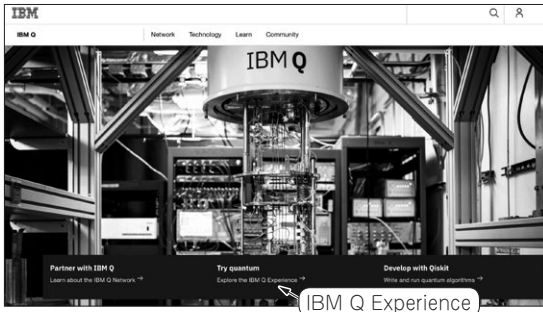 IBM
IBM Q
Network Technology Learn Community
IBM Q
Partner with IBM Q
Learn about the IBM Q Network →
Try quantum
Explore the IBM Q Experience →
Develop with Qiskit
Write and run quantum algorithms →
IBM Q Experience